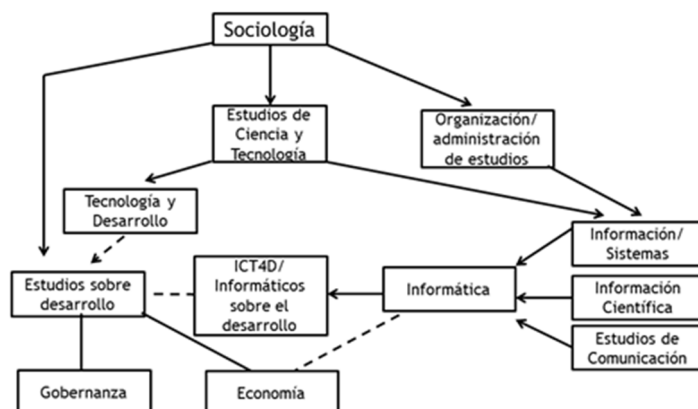 Sociología
Estudios de
Ciencia y
Tecnología
Organización/
administración
de estudios
Tecnología y
Desarrollo
Información/
Sistemas
Estudios sobre
desarrollo
ICT4D/
Informáticos
sobre el
desarrollo
Informática
Información
Científica
Estudios de
Comunicación
Gobernanza
Economía